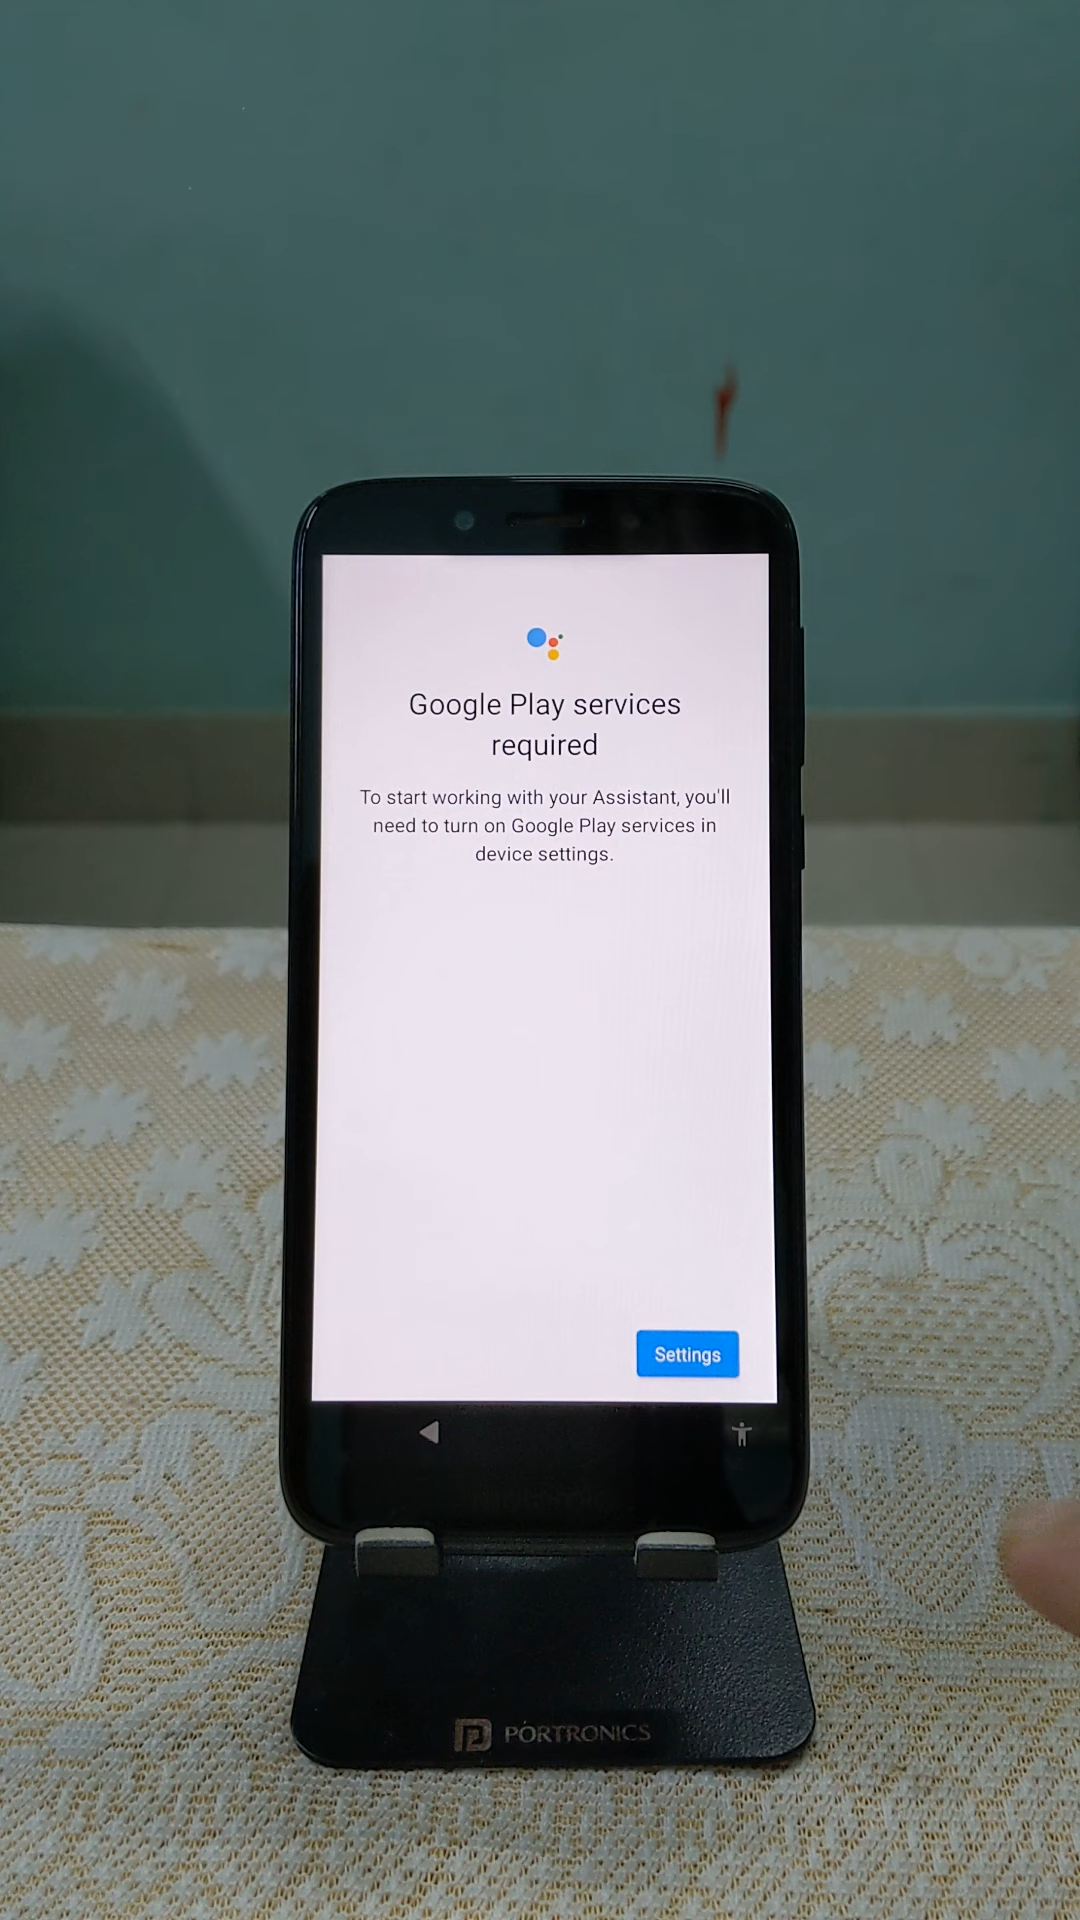 Google Play services
required
To start working with your Assistant, you'll
need to turn on Google Play services in
device settings.
Settings
PORTRONICS